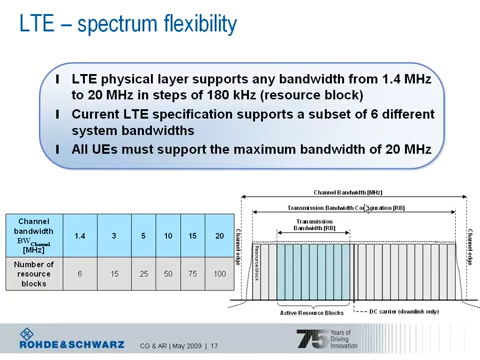 LTE – spectrum flexibility
l LTE physical layer supports any bandwidth from 1.4 MHz
to 20 MHz in steps of 180 kHz (resource block)
l Current LTE specification supports a subset of 6 different
system bandwidths
l All UEs must support the maximum bandwidth of 20 MHz
Channel
bandwidth
BWChannel
[MHz]
1.4 3 5 10 15 20
Number of
resource
blocks
6 15 25 50 75 100
Channel Bandwidth [MHz]
Transmission Bandwidth Configuration [RB]
Transmission
Bandwidth [RB]
Channel edge
Resource block
Channel edge
Active Resource Blocks
DC carrier (downlink only)
ROHDE&SCHWARZ
CG & AR | May 2009 | 17
75 Years of
Driving
Innovation